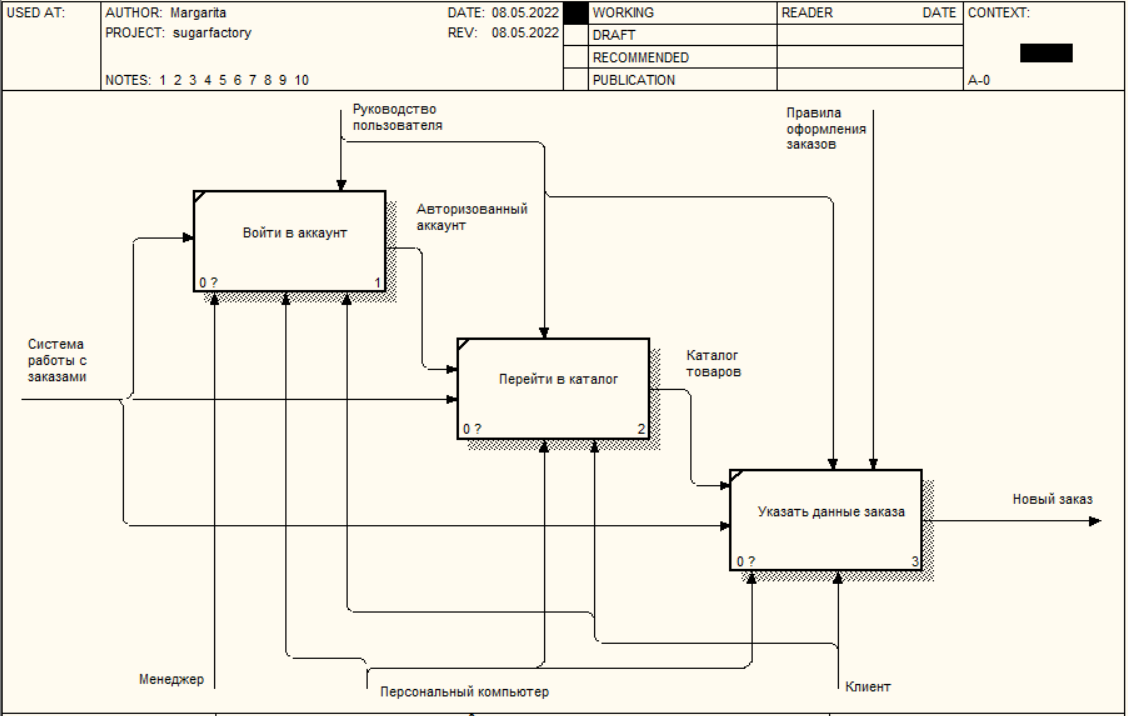 USED AT:
AUTHOR: Margarita
DATE: 08.05.2022
WORKING
READER
DATE
CONTEXT:
PROJECT: sugarfactory
REV: 08.05.2022
DRAFT
RECOMMENDED
NOTES: 1 2 3 4 5 6 7 8 9 10
PUBLICATION
A-0
Руководство
пользователя
Правила
оформления
заказов
Войти в аккаунт
0 ?
1
Авторизованный
аккаунт
Система
работы с
заказами
Перейти в каталог
0 ?
2
Каталог
товаров
Указать данные заказа
0 ?
3
Новый заказ
Менеджер
Персональный компьютер
Клиент